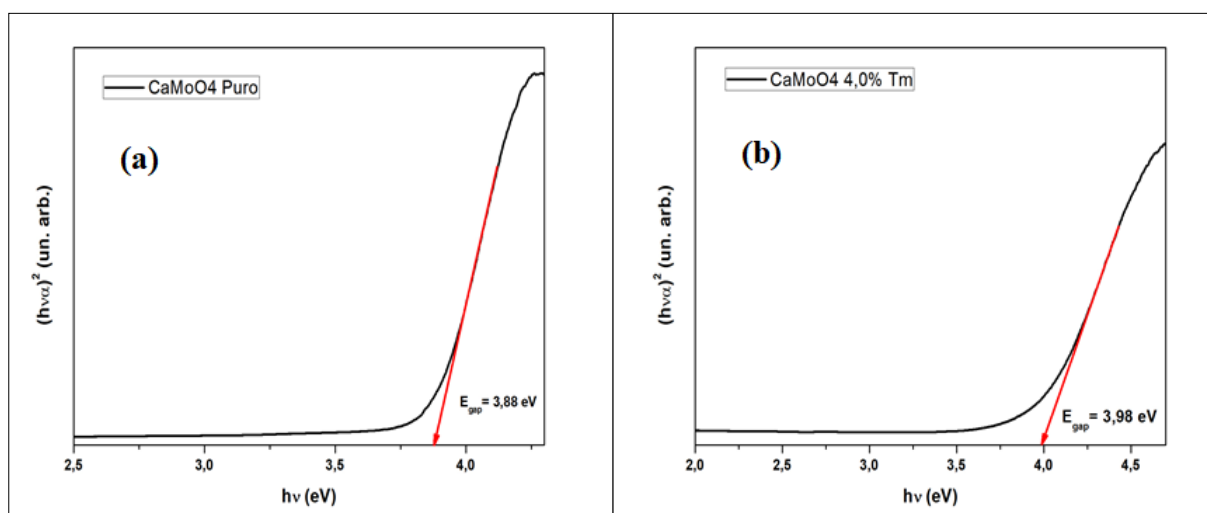 CaMoO4 Puro
(a)
(hνα)² (un. arb.)
E_gap = 3,88 eV
2,5 3,0 3,5 4,0
hν (eV)
CaMoO4 4,0% Tm
(b)
(hνα)² (un. arb.)
E_gap = 3,98 eV
2,0 2,5 3,0 3,5 4,0 4,5
hν (eV)